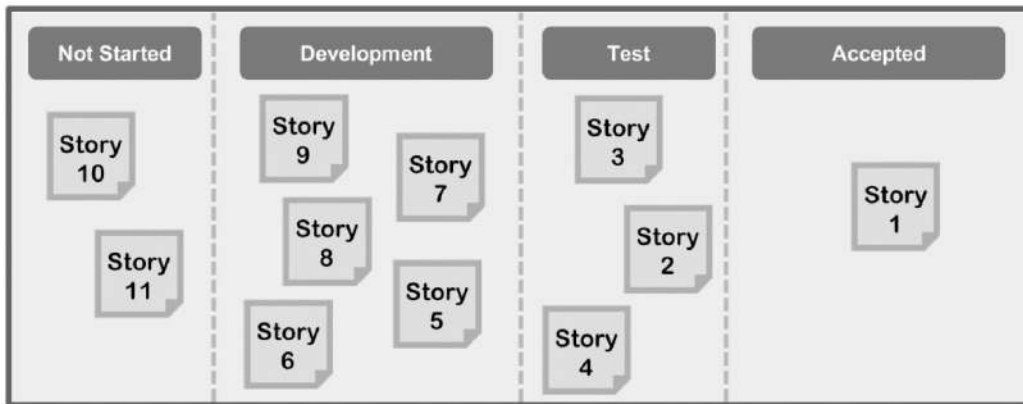 Not Started
Development
Test
Accepted
Story
10
Story
11
Story
9
Story
7
Story
8
Story
5
Story
6
Story
3
Story
2
Story
4
Story
1